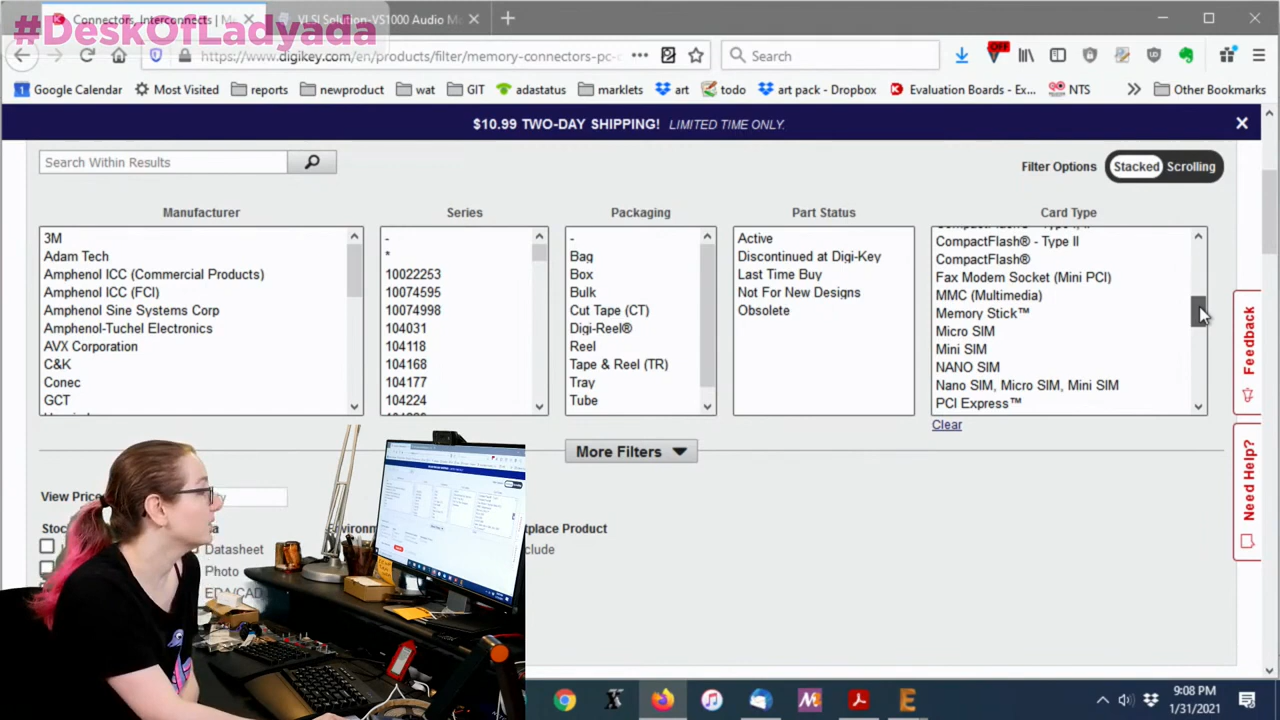 #DeskOfLadyada
Connectors, Interconnects | M
VLSI Solution-VS1000 Audio Mo
https://www.digikey.com/en/products/filter/memory-connectors-pc-c
Search
OFF
Google Calendar
Most Visited
reports
newproduct
wat
GIT
adastatus
marklets
art
todo
art pack - Dropbox
Evaluation Boards - Ex...
NTS
Other Bookmarks
$10.99 TWO-DAY SHIPPING! LIMITED TIME ONLY.
Search Within Results
Filter Options
Stacked
Scrolling
Manufacturer
3M
Adam Tech
Amphenol ICC (Commercial Products)
Amphenol ICC (FCI)
Amphenol Sine Systems Corp
Amphenol-Tuchel Electronics
AVX Corporation
C&K
Conec
GCT
Series
-
*
10022253
10074595
10074998
104031
104118
104168
104177
104224
Packaging
-
Bag
Box
Bulk
Cut Tape (CT)
Digi-Reel®
Reel
Tape & Reel (TR)
Tray
Tube
Part Status
Active
Discontinued at Digi-Key
Last Time Buy
Not For New Designs
Obsolete
Card Type
CompactFlash® - Type II
CompactFlash®
Fax Modem Socket (Mini PCI)
MMC (Multimedia)
Memory Stick™
Micro SIM
Mini SIM
NANO SIM
Nano SIM, Micro SIM, Mini SIM
PCI Express™
Clear
More Filters
Feedback
Need Help?
View Price
Stoc
Datasheet
Photo
EDA/CAD
Environm
tplace Product
clude
9:08 PM
1/31/2021